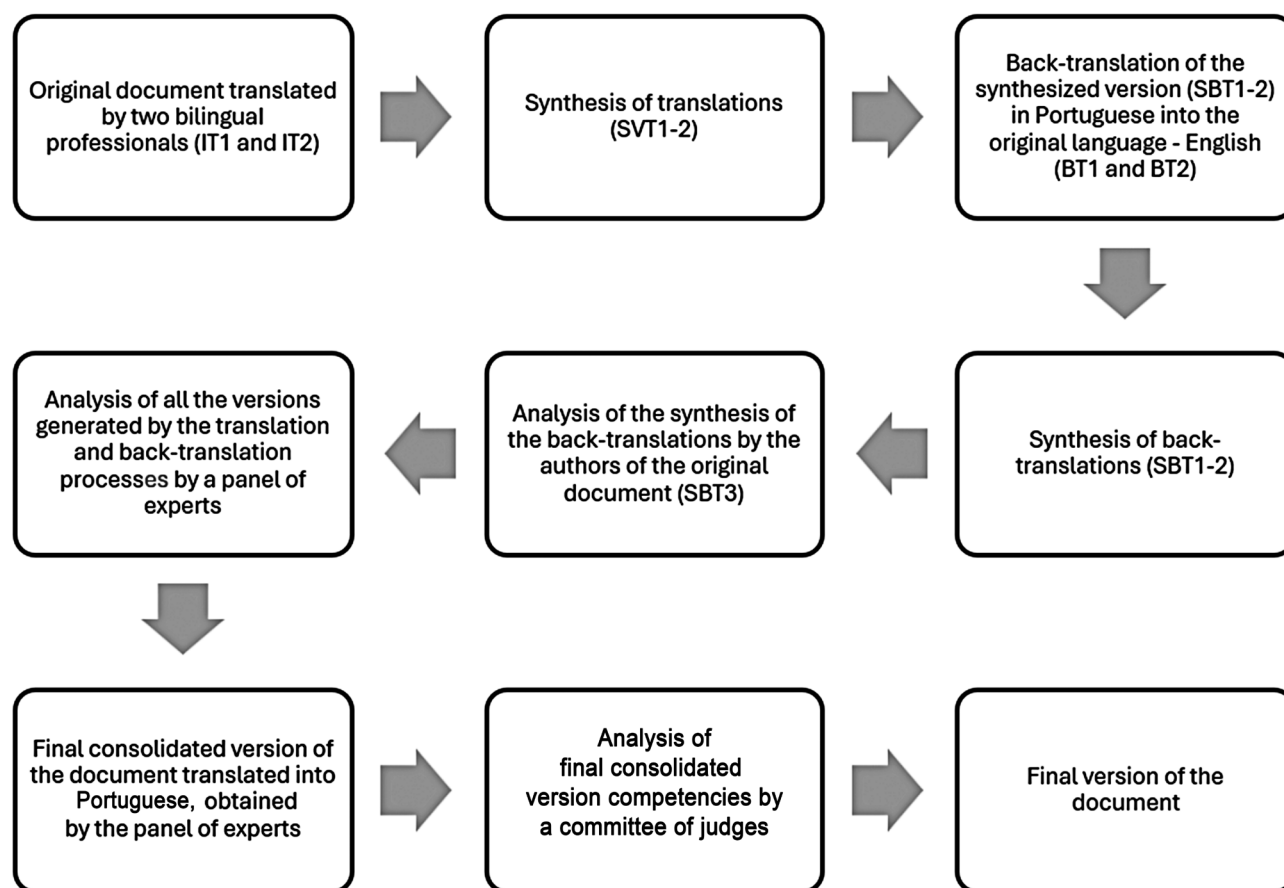 Original document translated
by two bilingual
professionals (IT1 and IT2)
Synthesis of translations
(SVT1-2)
Back-translation of the
synthesized version (SBT1-2)
in Portuguese into the
original language - English
(BT1 and BT2)
Synthesis of back-
translations (SBT1-2)
Analysis of the synthesis of
the back-translations by the
authors of the original
document (SBT3)
Analysis of all the versions
generated by the translation
and back-translation
processes by a panel of
experts
Final consolidated version of
the document translated into
Portuguese, obtained
by the panel of experts
Analysis of
final consolidated
version competencies by
a committee of judges
Final version of the
document